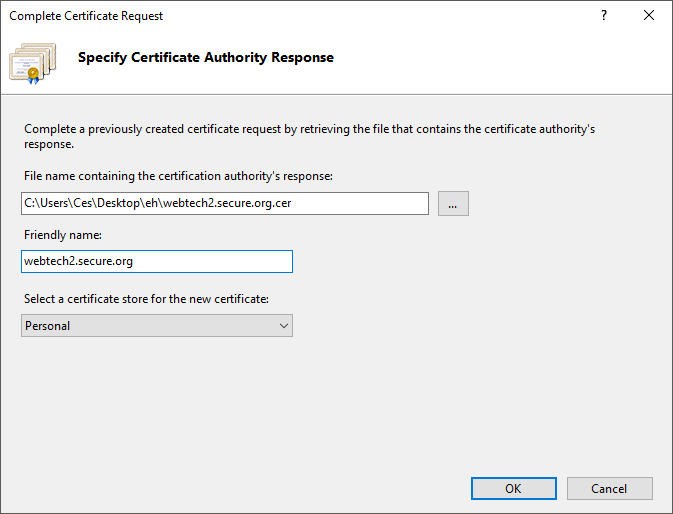 Complete Certificate Request
?
Specify Certificate Authority Response
Complete a previously created certificate request by retrieving the file that contains the certificate authority's
response.
File name containing the certification authority's response:
C:\Users\Ces\Desktop\eh\webtech2.secure.org.cer
...
Friendly name:
webtech2.secure.org
Select a certificate store for the new certificate:
Personal
OK
Cancel